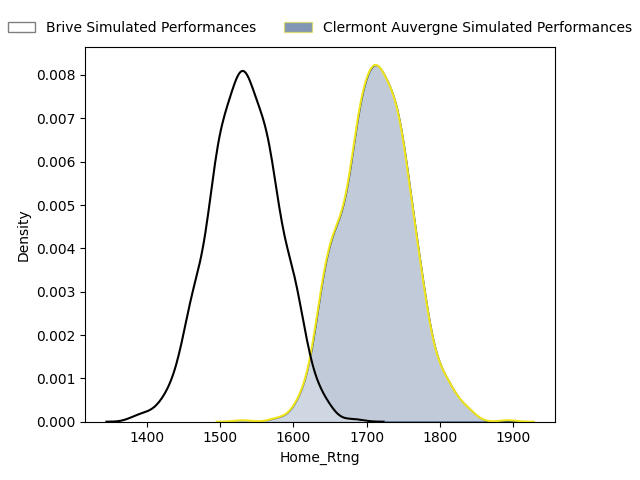 Brive Simulated Performances
Clermont Auvergne Simulated Performances
0.008
0.007
0.006
0.005
0.004
0.003
0.002
0.001
0.000
Density
1400 1500 1600 1700 1800 1900
Home_Rtng